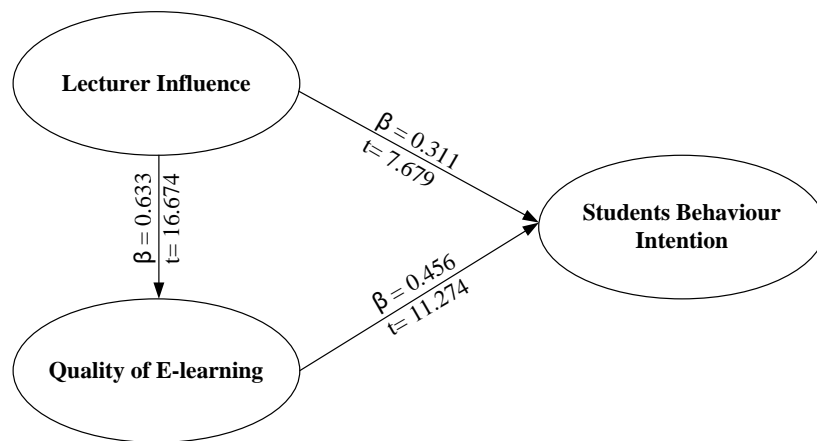 Lecturer Influence
β = 0.311
t= 7.679
β = 0.633
t= 16.674
Students Behaviour
Intention
β = 0.456
t= 11.274
Quality of E-learning